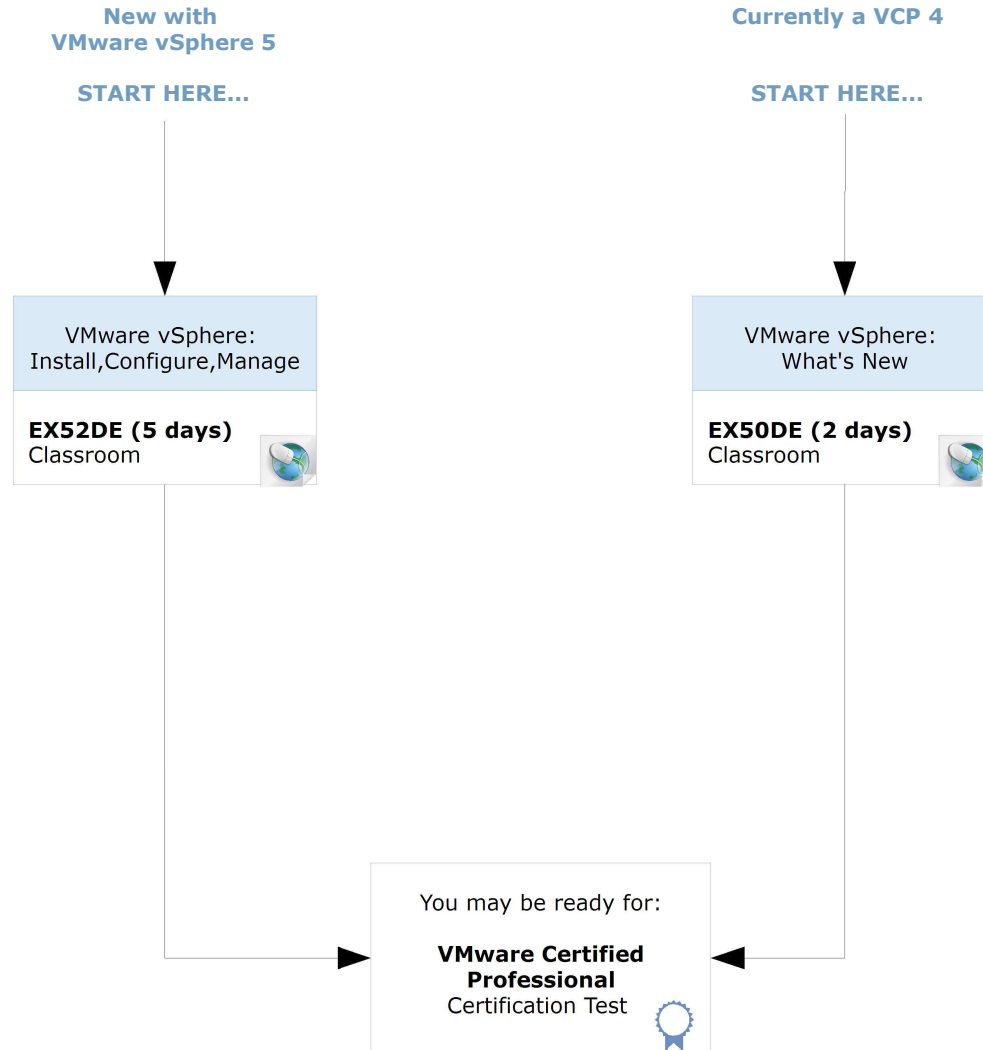 New with
VMware vSphere 5
START HERE...
Currently a VCP 4
START HERE...
VMware vSphere:
Install,Configure,Manage
EX52DE (5 days)
Classroom
VMware vSphere:
What's New
EX50DE (2 days)
Classroom
You may be ready for:
VMware Certified
Professional
Certification Test